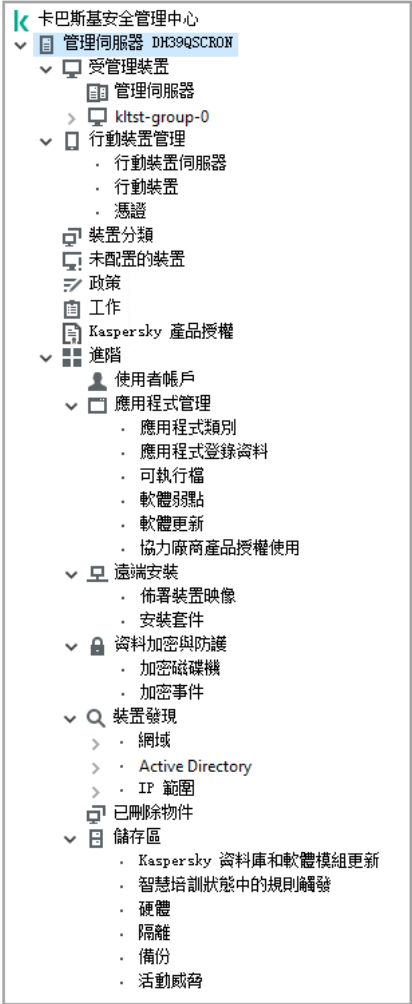 卡巴斯基安全管理中心
管理伺服器 DH39QSCRON
受管理裝置
管理伺服器
kltst-group-0
行動裝置管理
行動裝置伺服器
行動裝置
憑證
裝置分類
未配置的裝置
政策
工作
Kaspersky 產品授權
進階
使用者帳戶
應用程式管理
應用程式類別
應用程式登錄資料
可執行檔
軟體弱點
軟體更新
協力廠商產品授權使用
遠端安裝
佈署裝置映像
安裝套件
資料加密與防護
加密磁碟機
加密事件
裝置發現
網域
Active Directory
IP 範圍
已刪除物件
儲存區
Kaspersky 資料庫和軟體模組更新
智慧培訓狀態中的規則觸發
硬體
隔離
備份
活動威脅